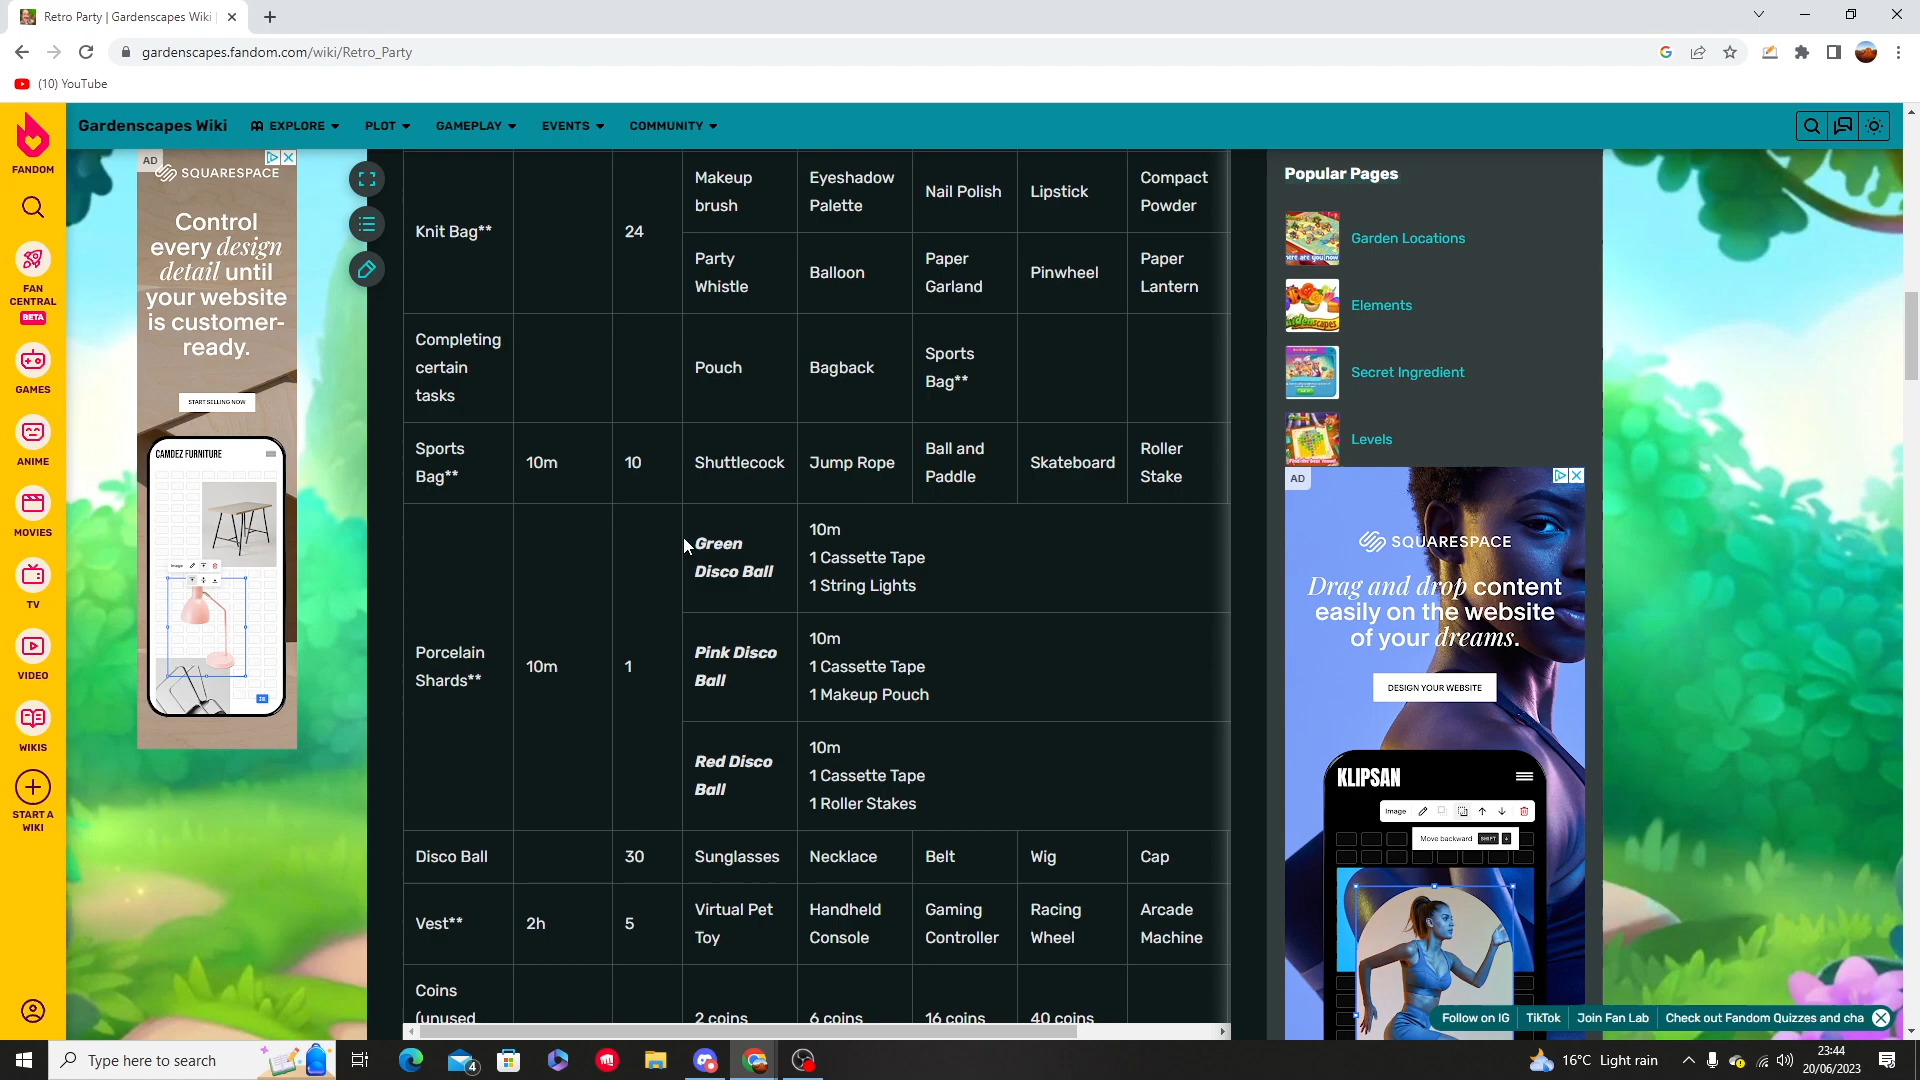 Retro Party | Gardenscapes Wiki
gardenscapes.fandom.com/wiki/Retro_Party
(10) YouTube
Gardenscapes Wiki
EXPLORE
PLOT
GAMEPLAY
EVENTS
COMMUNITY
FANDOM
FAN
CENTRAL
BETA
GAMES
ANIME
MOVIES
TV
VIDEO
WIKIS
START A
WIKI
AD
SQUARESPACE
Control
every design
detail until
your website
is customer-
ready.
START SELLING NOW
CAMDEZ FURNITURE
Image
Knit Bag**
24
Makeup
brush
Eyeshadow
Palette
Nail Polish
Lipstick
Compact
Powder
Party
Whistle
Balloon
Paper
Garland
Pinwheel
Paper
Lantern
Completing
certain
tasks
Pouch
Bagback
Sports
Bag**
Sports
Bag**
10m
10
Shuttlecock
Jump Rope
Ball and
Paddle
Skateboard
Roller
Stake
Porcelain
Shards**
10m
1
Green
Disco Ball
10m
1 Cassette Tape
1 String Lights
Pink Disco
Ball
10m
1 Cassette Tape
1 Makeup Pouch
Red Disco
Ball
10m
1 Cassette Tape
1 Roller Stakes
Disco Ball
30
Sunglasses
Necklace
Belt
Wig
Cap
Vest**
2h
5
Virtual Pet
Toy
Handheld
Console
Gaming
Controller
Racing
Wheel
Arcade
Machine
Coins
(unused
2 coins
6 coins
16 coins
40 coins
Popular Pages
Garden Locations
Elements
Secret Ingredient
Levels
AD
SQUARESPACE
Drag and drop content
easily on the website
of your dreams.
DESIGN YOUR WEBSITE
KLIPSAN
Image
Move backward SHIFT
Follow on IG
TikTok
Join Fan Lab
Check out Fandom Quizzes and cha
Type here to search
4
16°C Light rain
23:44
20/06/2023